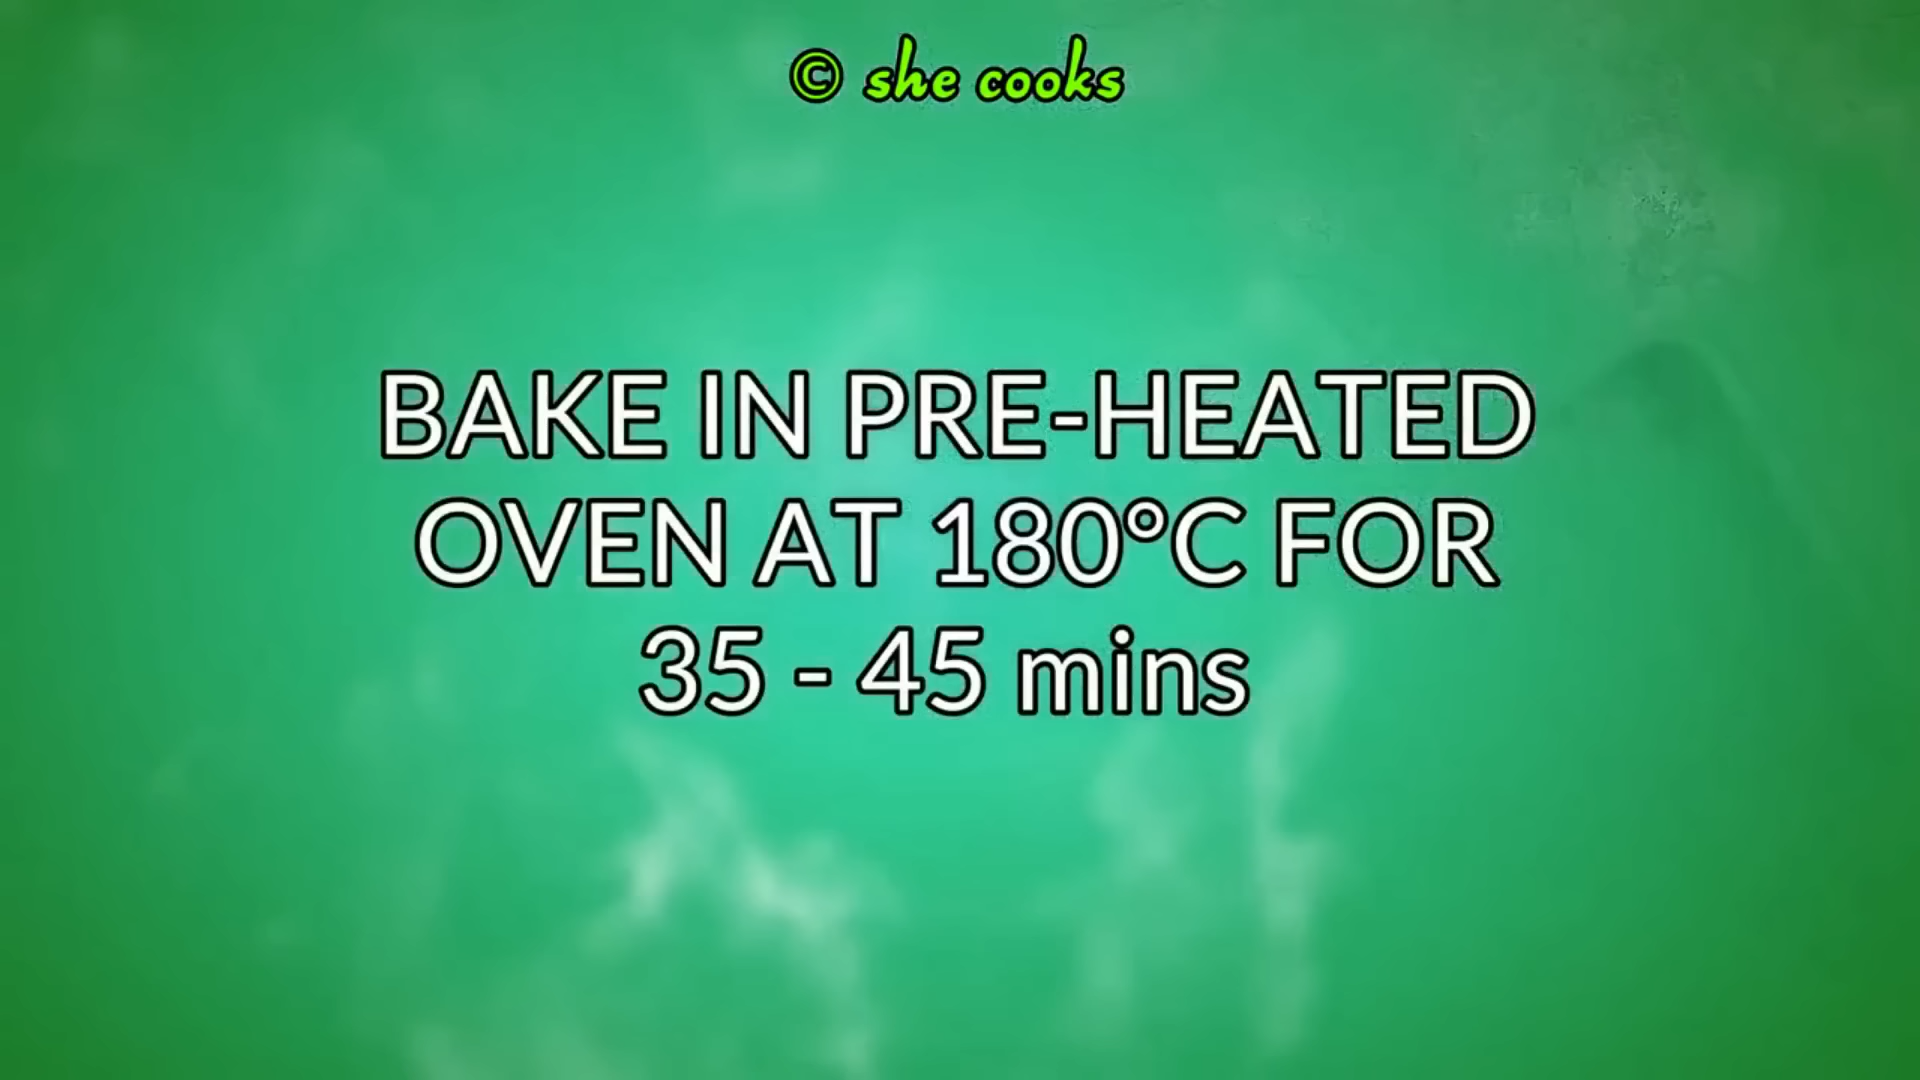 © she cooks
BAKE IN PRE-HEATED
OVEN AT 180°C FOR
35 - 45 mins